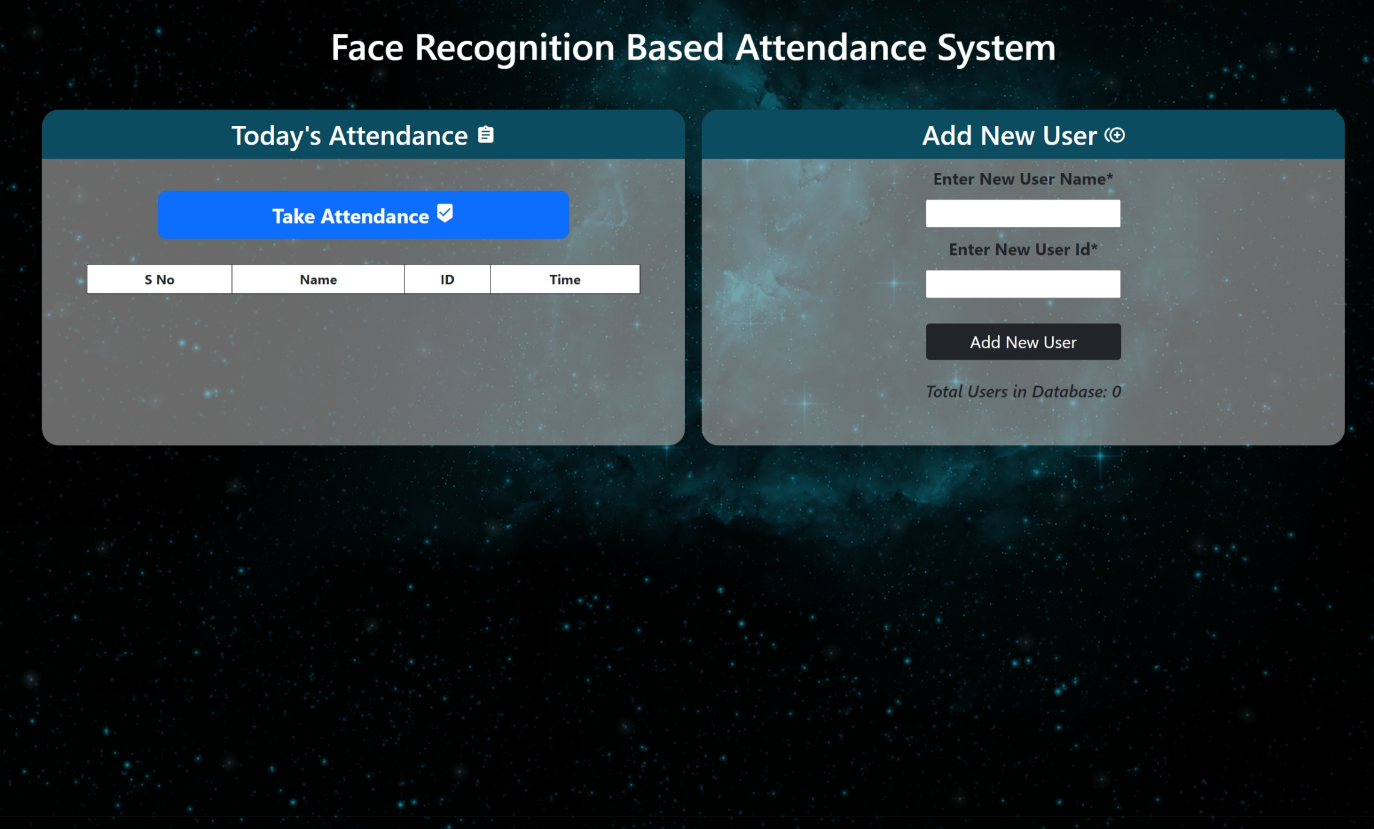 Face Recognition Based Attendance System
Today's Attendance
Take Attendance
S No Name ID Time
Add New User
Enter New User Name*
Enter New User Id*
Add New User
Total Users in Database: 0